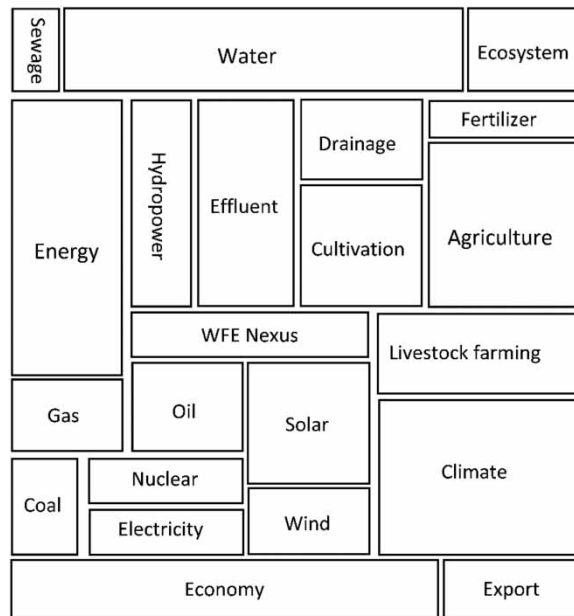 Sewage
Water
Ecosystem
Energy
Hydropower
Effluent
Drainage
Fertilizer
Cultivation
Agriculture
WFE Nexus
Livestock farming
Gas
Oil
Solar
Climate
Coal
Nuclear
Electricity
Wind
Economy
Export